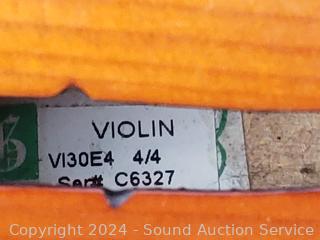 VIOLIN
VI30E4 4/4
Ser# C6327
Copyright 2024 - Sound Auction Service